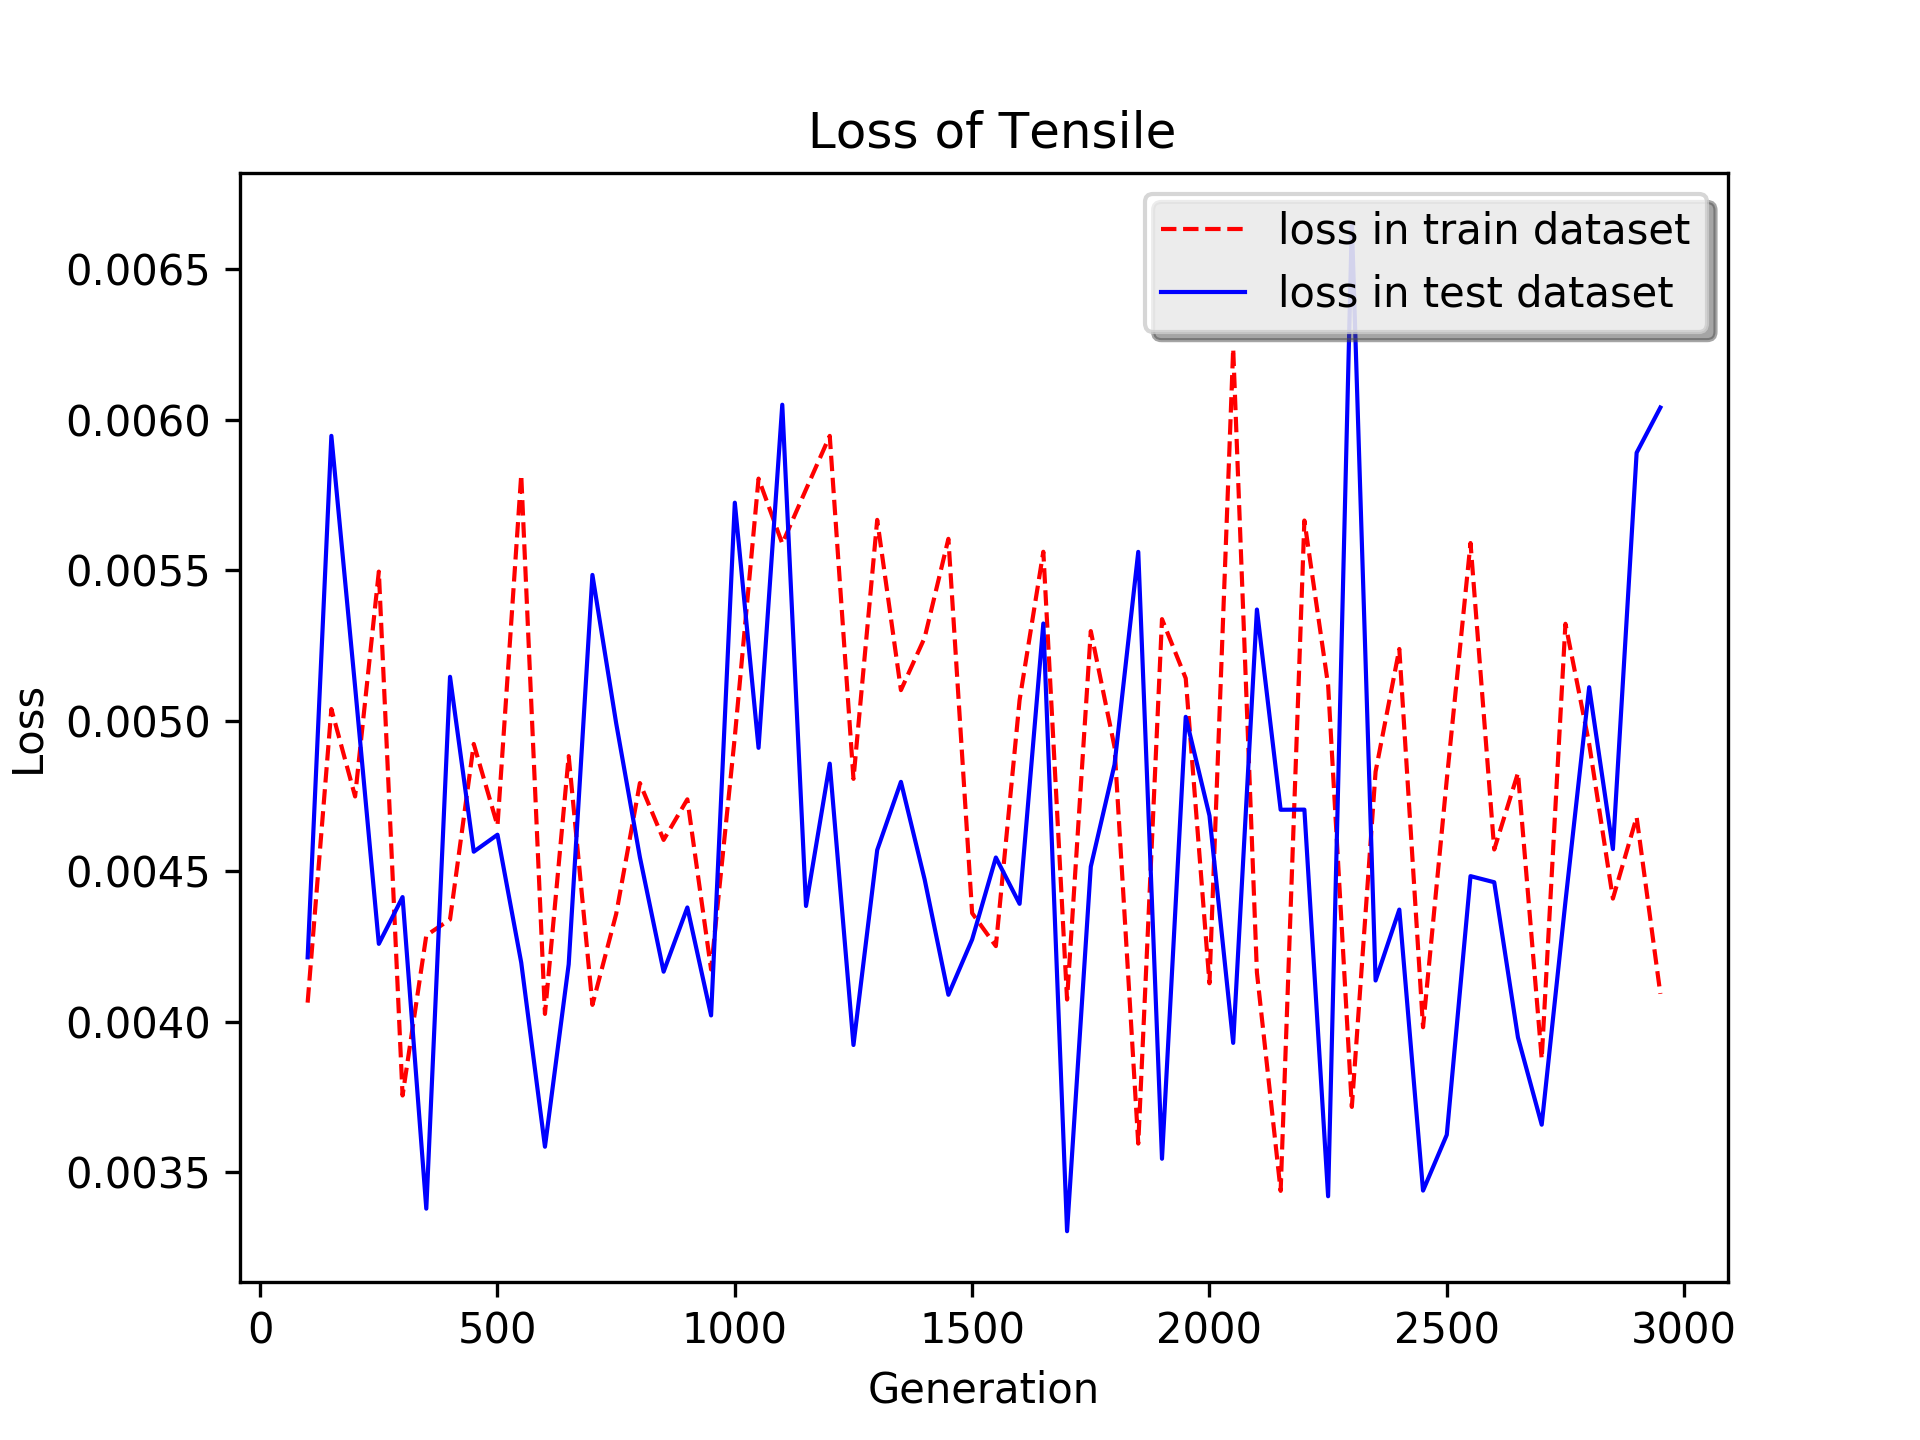 Loss of Tensile
loss in train dataset
loss in test dataset
0.0065
0.0060
0.0055
0.0050
0.0045
0.0040
0.0035
Loss
0 500 1000 1500 2000 2500 3000
Generation